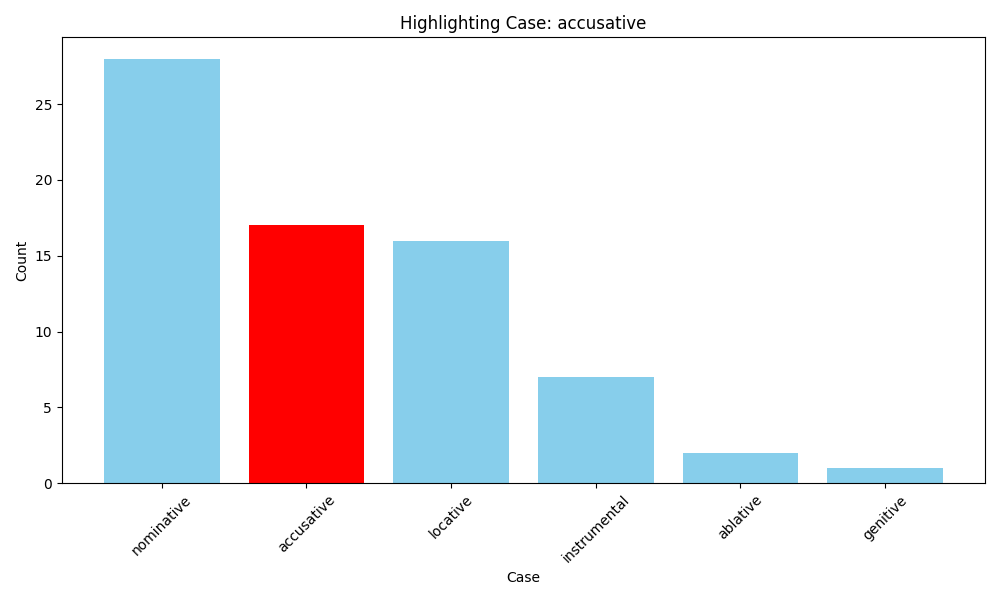 Highlighting Case: accusative
Count
25
20
15
10
5
0
nominative
accusative
locative
instrumental
ablative
genitive
Case